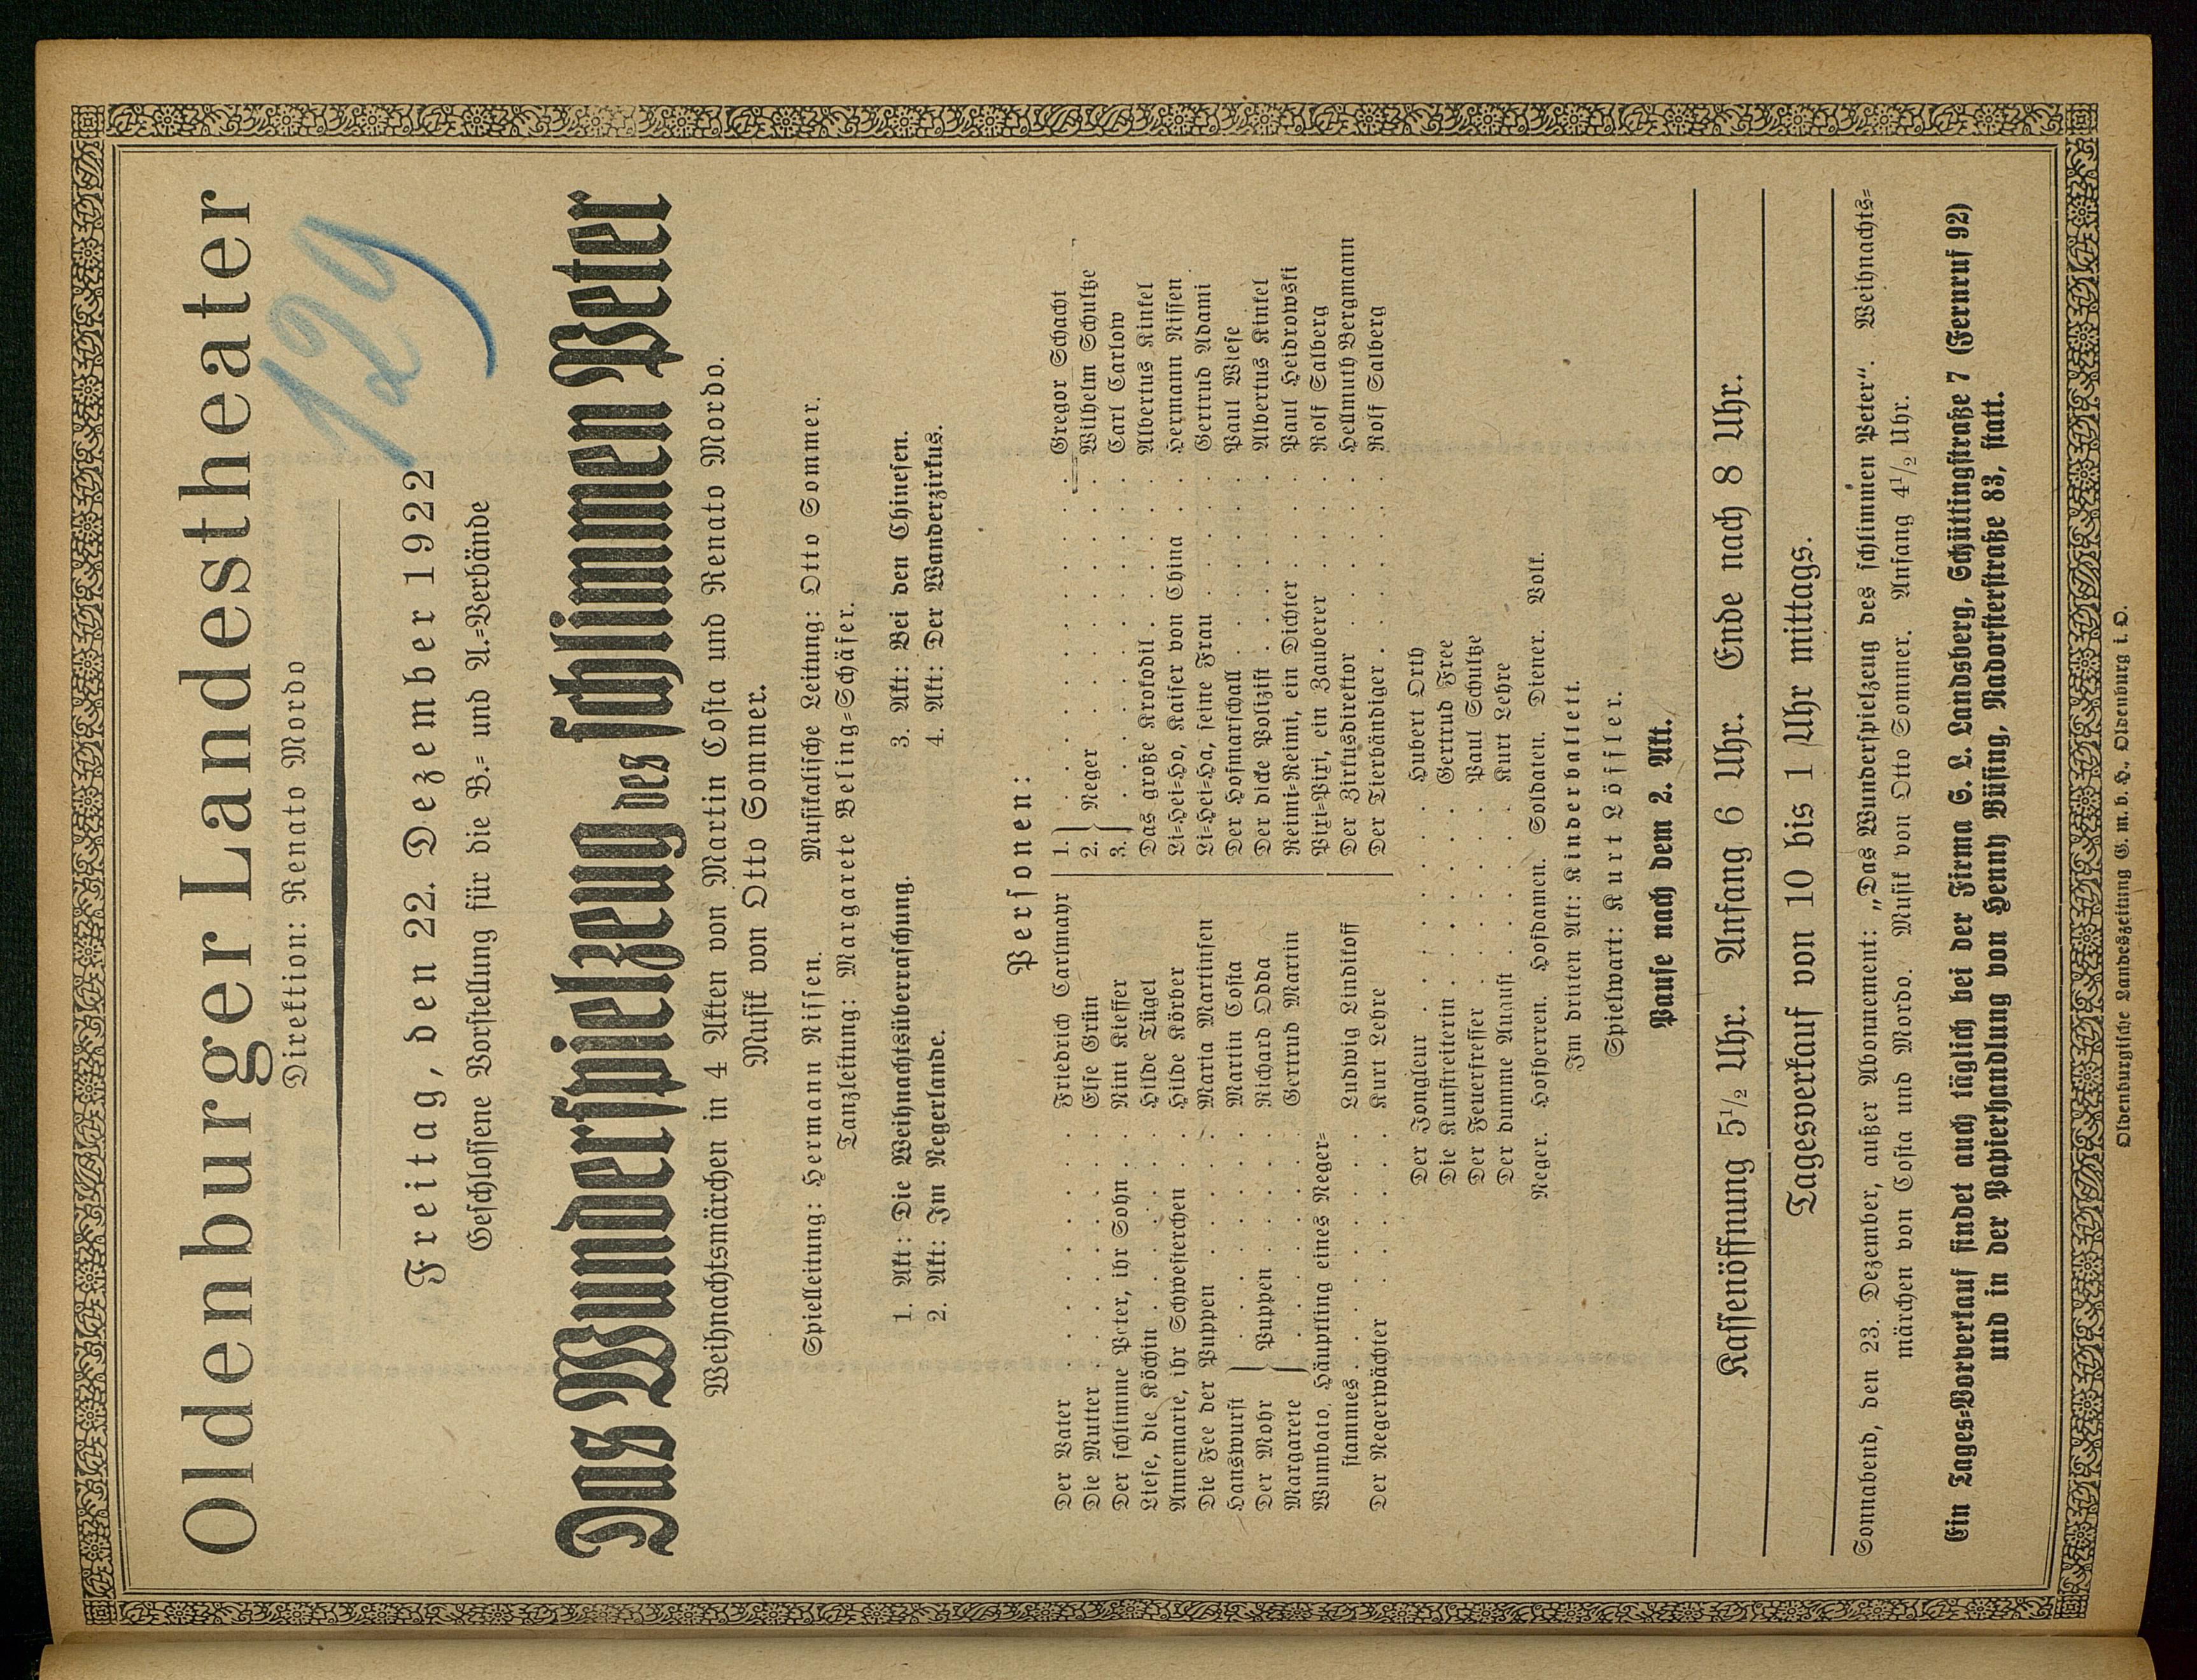 Oldenburger Landestheater
Direktion: Renato Mordo
129
Freitag, den 22. Dezember 1922
Geschlossene Vorstellung für die B.= und A.=Verbände
Das Wunderspielzeug des schlimmen Peter
Weihnachtsmärchen in 4 Akten von Martin Costa und Renato Mordo.
Musik von Otto Sommer.
Spielleitung: Hermann Nissen. Musikalische Leitung: Otto Sommer.
Tanzleitung: Margarete Beling=Schäfer.
1. Akt: Die Weihnachtsüberraschung.
2. Akt: Im Negerlande.
3. Akt: Bei den Chinesen.
4. Akt: Der Wanderzirkus.
Personen:
Der Vater . . . . . . . . . Friedrich Carlmayr
Die Mutter . . . . . . . . Else Grün
Der schlimme Peter, ihr Sohn . Nini Kieffer
Liese, die Köchin . . . . . . Hilde Tügel
Annemarie, ihr Schwesterchen . Hilde Körber
Die Fee der Puppen . . . . . Maria Martinsen
Hanswurst } . . . . . . . Martin Costa
Der Mohr } Puppen . . . . . Richard Odda
Margarete } . . . . . . . Gertrud Martin
Wumbato, Häuptling eines Neger=
stammes . . . . . . . . Ludwig Linditoff
Der Negerwächter . . . . . . Kurt Lehre
1. } . . . . . . . . . . Gregor Schacht
2. } Neger . . . . . . . . Wilhelm Schultze
3. } . . . . . . . . . . Carl Carlow
Das große Krokodil . . . . . Albertus Kinkel
Li=Hei=Ho, Kaiser von China . . Hermann Nissen
Li=Hei=Ha, seine Frau . . . . Gertrud Adami
Der Hofmarschall . . . . . . Paul Wiese
Der dicke Polizist . . . . . . Albertus Kinkel
Reimi=Reimi, ein Dichter . . . Paul Heidrowski
Pixi=Pixi, ein Zauberer . . . . Rolf Salberg
Der Zirkusdirektor . . . . . . Hellmuth Bergmann
Der Tierbändiger . . . . . . Rolf Salberg
Der Jongleur . . . . . . . Hubert Orth
Die Kunstreiterin . . . . . . Gertrud Free
Der Feuerfresser . . . . . . Paul Schultze
Der dumme August . . . . . Kurt Lehre
Neger. Hofherren. Hofdamen. Soldaten. Diener. Volk.
Im dritten Akt: Kinderballett.
Spielwart: Kurt Löffler.
Pause nach dem 2. Akt.
Kassenöffnung 5½ Uhr. Anfang 6 Uhr. Ende nach 8 Uhr.
Tagesverkauf von 10 bis 1 Uhr mittags.
Sonnabend, den 23. Dezember, außer Abonnement: „Das Wunderspielzeug des schlimmen Peter“. Weihnachts=
märchen von Costa und Mordo. Musik von Otto Sommer. Anfang 4½ Uhr.
Ein Tages=Vorverkauf findet auch täglich bei der Firma S. L. Landsberg, Schüttingstraße 7 (Fernruf 92)
und in der Papierhandlung von Henny Büsing, Nadorsterstraße 83, statt.
Oldenburgische Landeszeitung G. m. b. H., Oldenburg i. O.